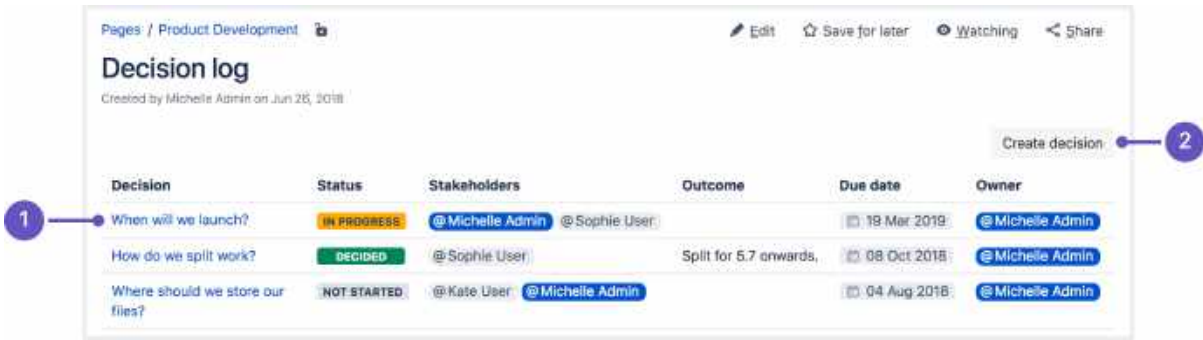 Pages / Product Development
Edit Save for later Watching Share
Decision log
Created by Michelle Admin on Jun 26, 2018
Create decision 2
Decision Status Stakeholders Outcome Due date Owner
1 When will we launch? IN PROGRESS @Michelle Admin @Sophie User 19 Mar 2019 @Michelle Admin
How do we split work? DECIDED @Sophie User Split for 5.7 onwards. 08 Oct 2018 @Michelle Admin
Where should we store our NOT STARTED @Kate User @Michelle Admin 04 Aug 2018 @Michelle Admin
files?